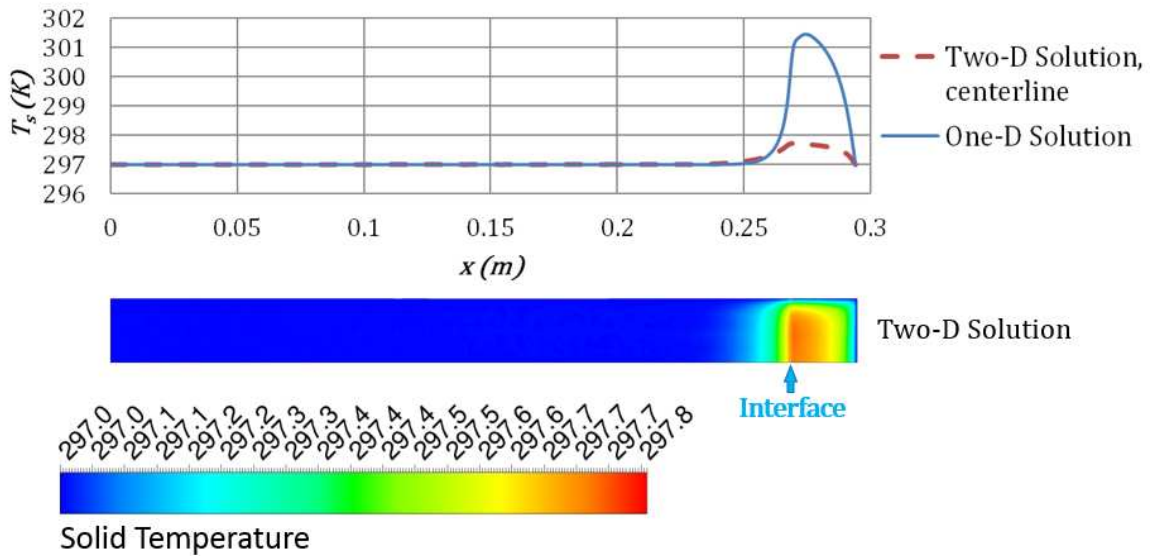 302
301
300
299
298
297
296
T_s (K)
0 0.05 0.1 0.15 0.2 0.25 0.3
x (m)
Two-D Solution,
centerline
One-D Solution
Two-D Solution
Interface
297.0 297.0 297.1 297.1 297.2 297.2 297.3 297.3 297.4 297.4 297.4 297.5 297.5 297.6 297.6 297.7 297.7 297.7 297.8
Solid Temperature